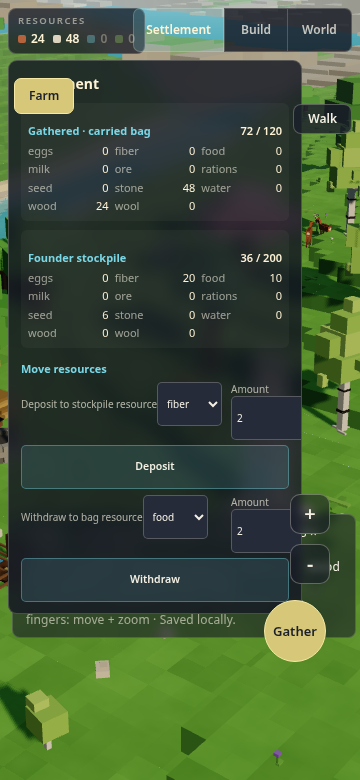 RESOURCES
24 48 0 0
Settlement Build World
Farm
ment
Walk
Gathered · carried bag 72 / 120
eggs 0 fiber 0 food 0
milk 0 ore 0 rations 0
seed 0 stone 48 water 0
wood 24 wool 0
Founder stockpile 36 / 200
eggs 0 fiber 20 food 10
milk 0 ore 0 rations 0
seed 6 stone 0 water 0
wood 0 wool 0
Move resources
Deposit to stockpile resource fiber Amount 2
Deposit
Withdraw to bag resource food Amount 2
+
-
Withdraw
fingers: move + zoom · Saved locally.
Gather